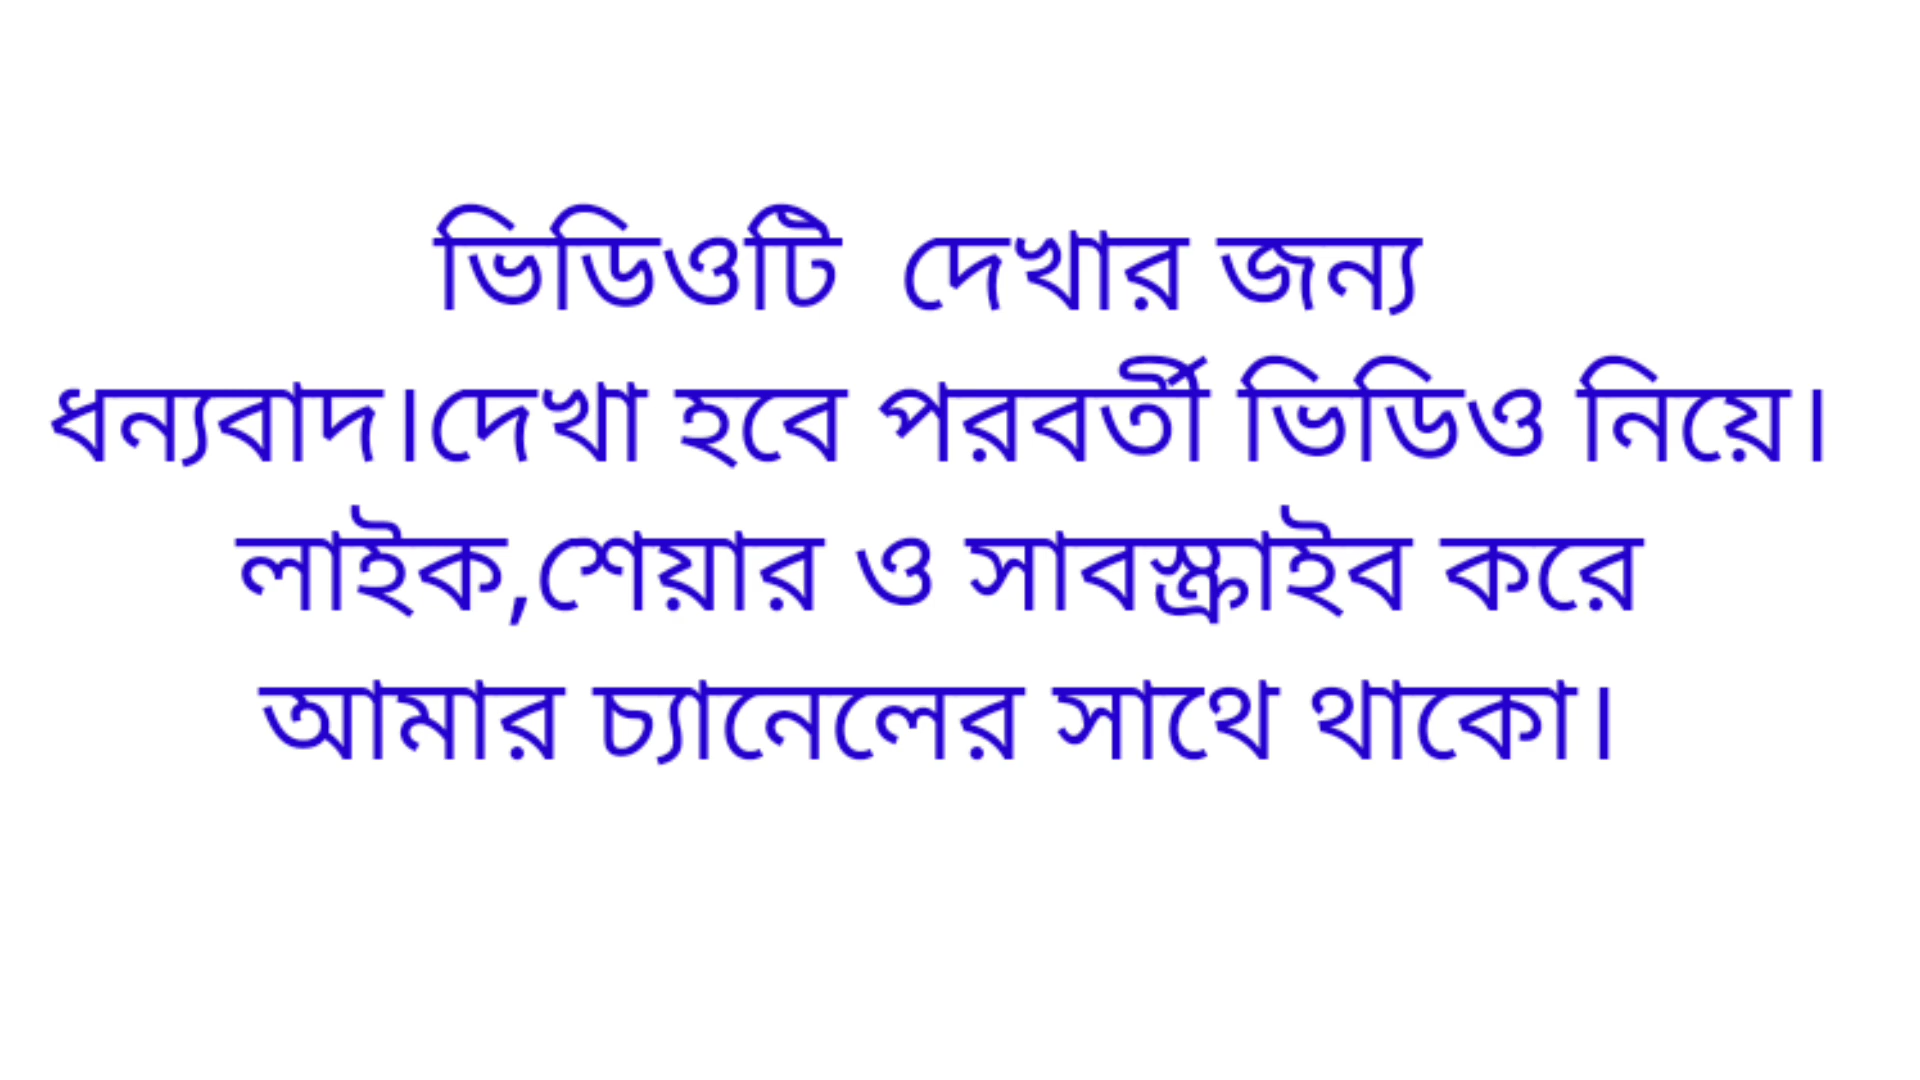 ভিডিওটি  দেখার জন্য
ধন্যবাদ।দেখা হবে পরবর্তী ভিডিও নিয়ে।
লাইক,শেয়ার ও সাবস্ক্রাইব করে
আমার চ্যানেলের সাথে থাকো।